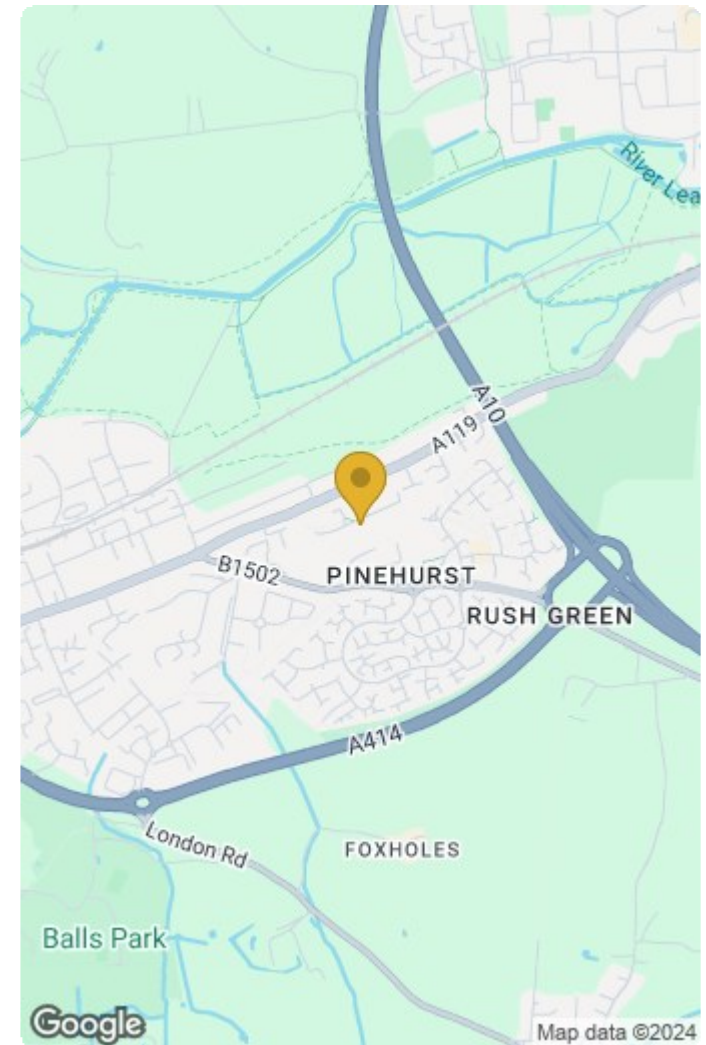 River Lea
A10
A119
B1502
PINEHURST
RUSH GREEN
A414
London Rd
FOXHOLES
Balls Park
Google
Map data ©2024